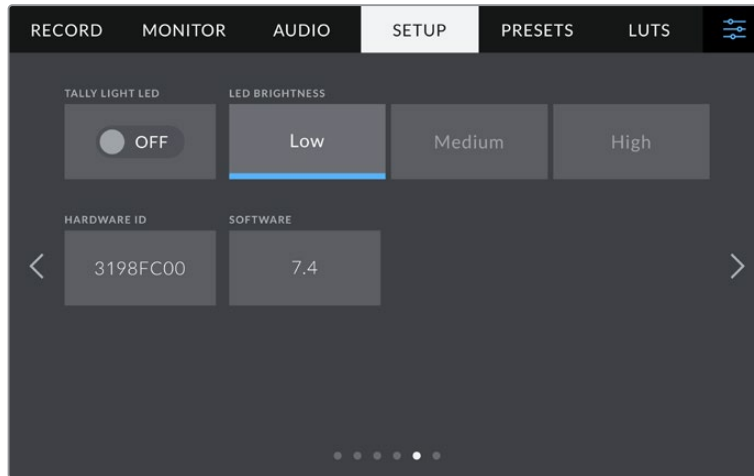 RECORD MONITOR AUDIO SETUP PRESETS LUTS
TALLY LIGHT LED LED BRIGHTNESS
OFF Low Medium High
HARDWARE ID SOFTWARE
3198FC00 7.4